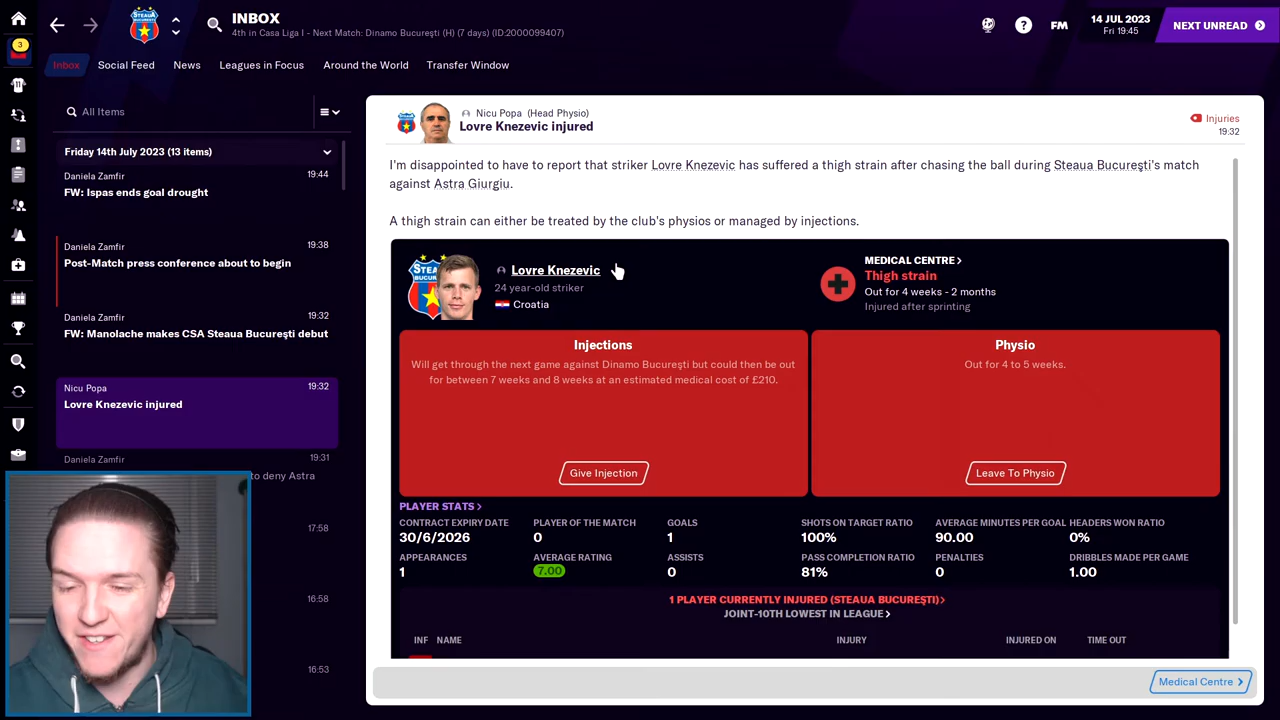 3
INBOX
4th in Casa Liga I - Next Match: Dinamo Bucureşti (H) (7 days) (ID:2000099407)
FM
14 JUL 2023
Fri 19:45
NEXT UNREAD
Inbox
Social Feed
News
Leagues in Focus
Around the World
Transfer Window
All Items
Friday 14th July 2023 (13 items)
Daniela Zamfir
19:44
FW: Ispas ends goal drought
Daniela Zamfir
19:38
Post-Match press conference about to begin
Daniela Zamfir
19:32
FW: Manolache makes CSA Steaua Bucureşti debut
Nicu Popa
19:32
Lovre Knezevic injured
Daniela Zamfir
19:31
to deny Astra
17:58
16:58
16:53
Nicu Popa (Head Physio)
Lovre Knezevic injured
Injuries
19:32
I'm disappointed to have to report that striker Lovre Knezevic has suffered a thigh strain after chasing the ball during Steaua Bucureşti's match
against Astra Giurgiu.
A thigh strain can either be treated by the club's physios or managed by injections.
Lovre Knezevic
24 year-old striker
Croatia
MEDICAL CENTRE >
Thigh strain
Out for 4 weeks - 2 months
Injured after sprinting
Injections
Will get through the next game against Dinamo Bucureşti but could then be out
for between 7 weeks and 8 weeks at an estimated medical cost of £210.
Give Injection
Physio
Out for 4 to 5 weeks.
Leave To Physio
PLAYER STATS >
CONTRACT EXPIRY DATE
30/6/2026
PLAYER OF THE MATCH
0
GOALS
1
SHOTS ON TARGET RATIO
100%
AVERAGE MINUTES PER GOAL
90.00
HEADERS WON RATIO
0%
APPEARANCES
1
AVERAGE RATING
7.00
ASSISTS
0
PASS COMPLETION RATIO
81%
PENALTIES
0
DRIBBLES MADE PER GAME
1.00
1 PLAYER CURRENTLY INJURED (STEAUA BUCUREŞTI) >
JOINT-10TH LOWEST IN LEAGUE >
INF NAME INJURY INJURED ON TIME OUT
Medical Centre >